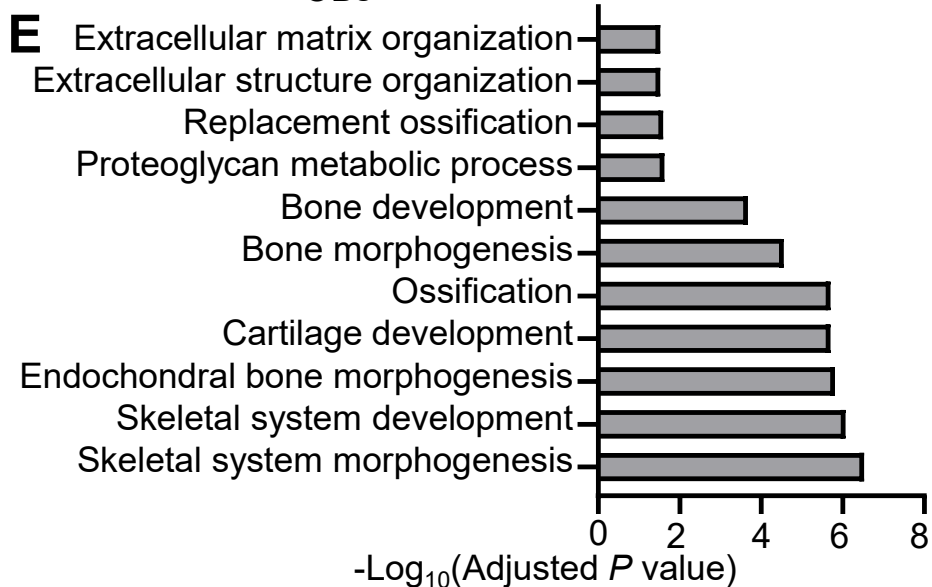 E
Extracellular matrix organization
Extracellular structure organization
Replacement ossification
Proteoglycan metabolic process
Bone development
Bone morphogenesis
Ossification
Cartilage development
Endochondral bone morphogenesis
Skeletal system development
Skeletal system morphogenesis
0 2 4 6 8
-Log₁₀(Adjusted P value)